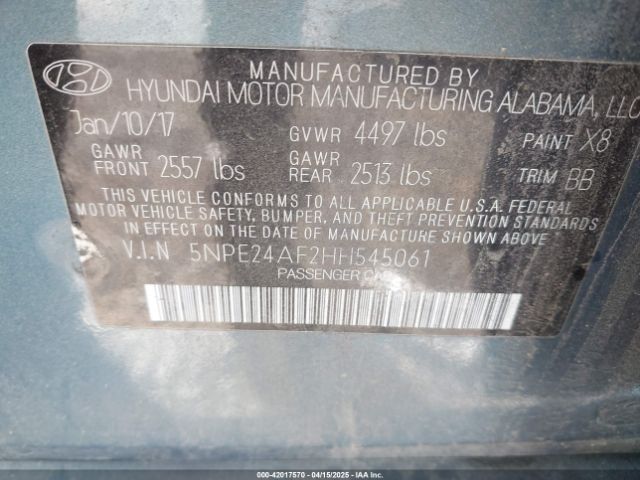 MANUFACTURED BY
HYUNDAI MOTOR MANUFACTURING ALABAMA, LLC
Jan/10/17 GVWR 4497 lbs PAINT X8
GAWR FRONT 2557 lbs GAWR REAR 2513 lbs TRIM BB
THIS VEHICLE CONFORMS TO ALL APPLICABLE U.S.A. FEDERAL
MOTOR VEHICLE SAFETY, BUMPER, AND THEFT PREVENTION STANDARDS
IN EFFECT ON THE DATE OF MANUFACTURE SHOWN ABOVE.
V.I.N 5NPE24AF2HH545061
PASSENGER CAR
000-42017570 - 04/15/2025 - IAAI.COM